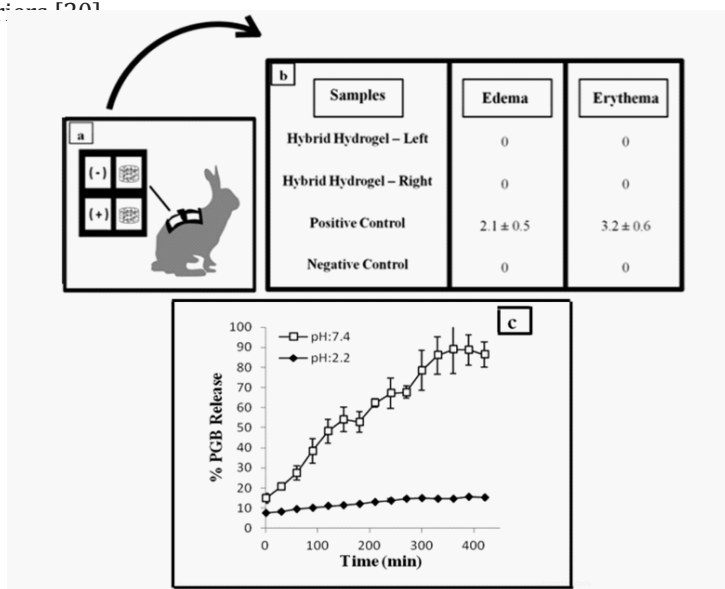 [20]
b
Samples Edema Erythema
Hybrid Hydrogel – Left 0 0
Hybrid Hydrogel – Right 0 0
Positive Control 2.1 ± 0.5 3.2 ± 0.6
Negative Control 0 0
a
(-)
(+)
c
100
90
80
70
60
50
40
30
20
10
0
% PGB Release
pH:7.4
pH:2.2
0 100 200 300 400
Time (min)